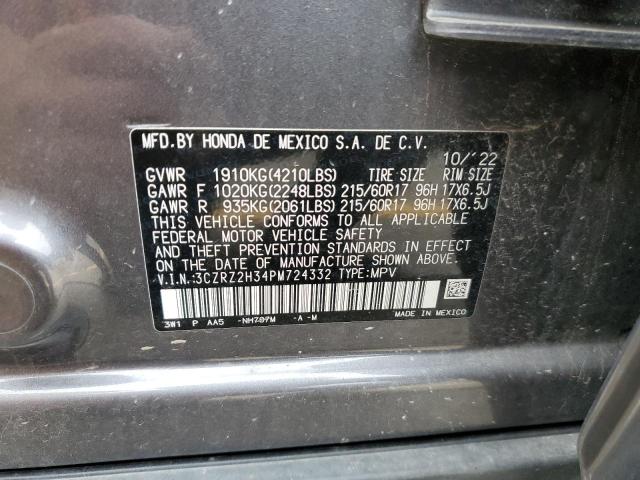 MFD.BY HONDA DE MEXICO S.A. DE C.V.
10/'22
GVWR 1910KG(4210LBS) TIRE SIZE RIM SIZE
GAWR F 1020KG(2248LBS) 215/60R17 96H 17X6.5J
GAWR R 935KG(2061LBS) 215/60R17 96H 17X6.5J
THIS VEHICLE CONFORMS TO ALL APPLICABLE
FEDERAL MOTOR VEHICLE SAFETY
AND THEFT PREVENTION STANDARDS IN EFFECT
ON THE DATE OF MANUFACTURE SHOWN ABOVE.
V.I.N.:3CZRZ2H34PM724332 TYPE:MPV
3W1 P AA5 -NH797M -A-M MADE IN MEXICO